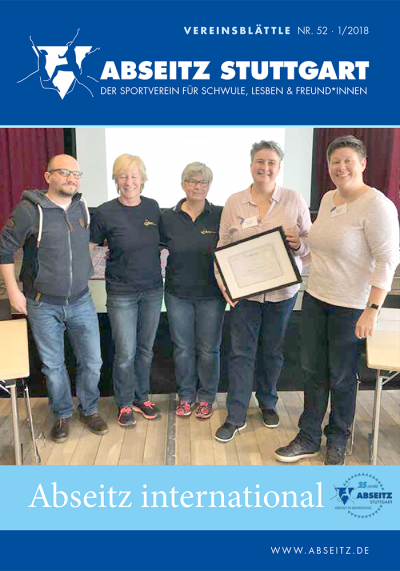 VEREINSBLÄTTLE NR. 52 · 1/2018
ABSEITZ STUTTGART
DER SPORTVEREIN FÜR SCHWULE, LESBEN & FREUND*INNEN
Abseitz international
25 JAHRE
ABSEITZ
STUTTGART
WWW.ABSEITZ.DE